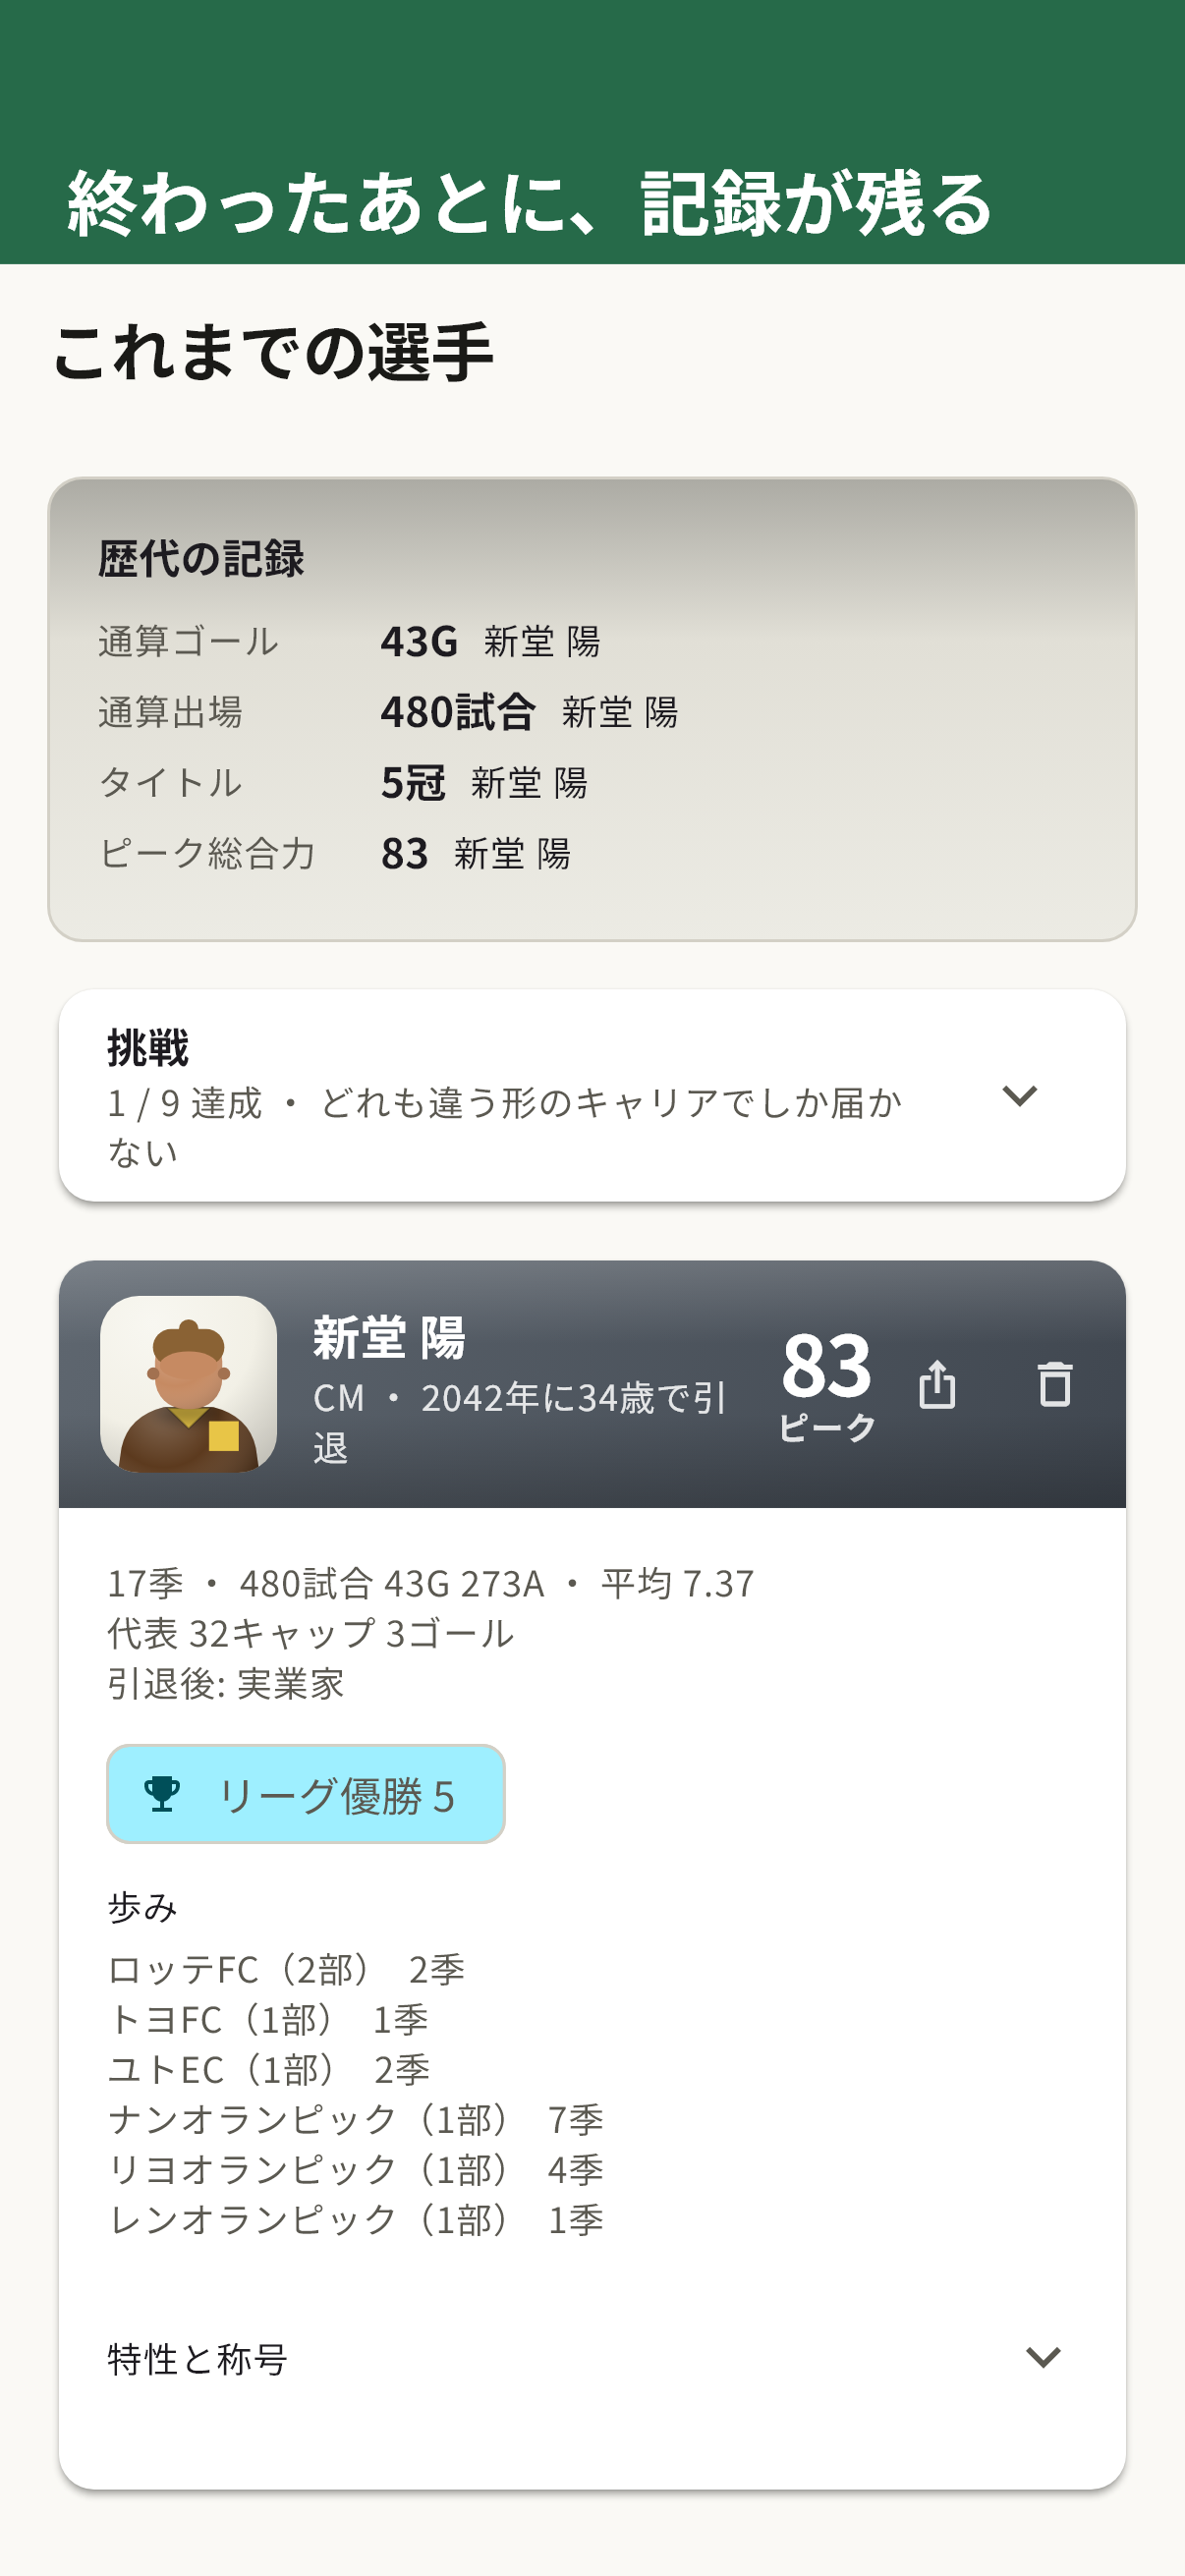 終わったあとに、記録が残る
これまでの選手
歴代の記録
通算ゴール 43G 新堂 陽
通算出場 480試合 新堂 陽
タイトル 5冠 新堂 陽
ピーク総合力 83 新堂 陽
挑戦
1 / 9 達成 ・ どれも違う形のキャリアでしか届か
ない
新堂 陽
CM ・ 2042年に34歳で引
退
83
ピーク
17季 ・ 480試合 43G 273A ・ 平均 7.37
代表 32キャップ 3ゴール
引退後: 実業家
リーグ優勝 5
歩み
ロッテFC（2部） 2季
トヨFC（1部） 1季
ユトEC（1部） 2季
ナンオランピック（1部） 7季
リヨオランピック（1部） 4季
レンオランピック（1部） 1季
特性と称号